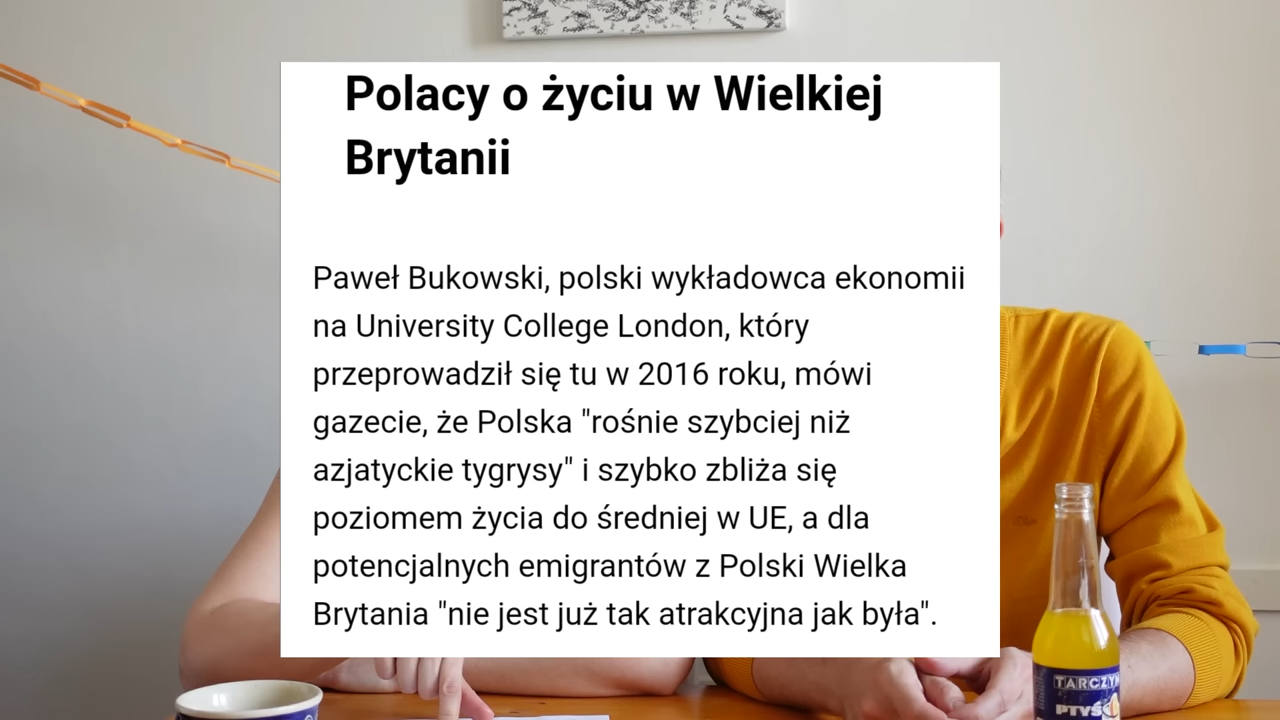 Polacy o życiu w Wielkiej
Brytanii
Paweł Bukowski, polski wykładowca ekonomii
na University College London, który
przeprowadził się tu w 2016 roku, mówi
gazecie, że Polska "rośnie szybciej niż
azjatyckie tygrysy" i szybko zbliża się
poziomem życia do średniej w UE, a dla
potencjalnych emigrantów z Polski Wielka
Brytania "nie jest już tak atrakcyjna jak była".
TARCZYN
PTYŚ